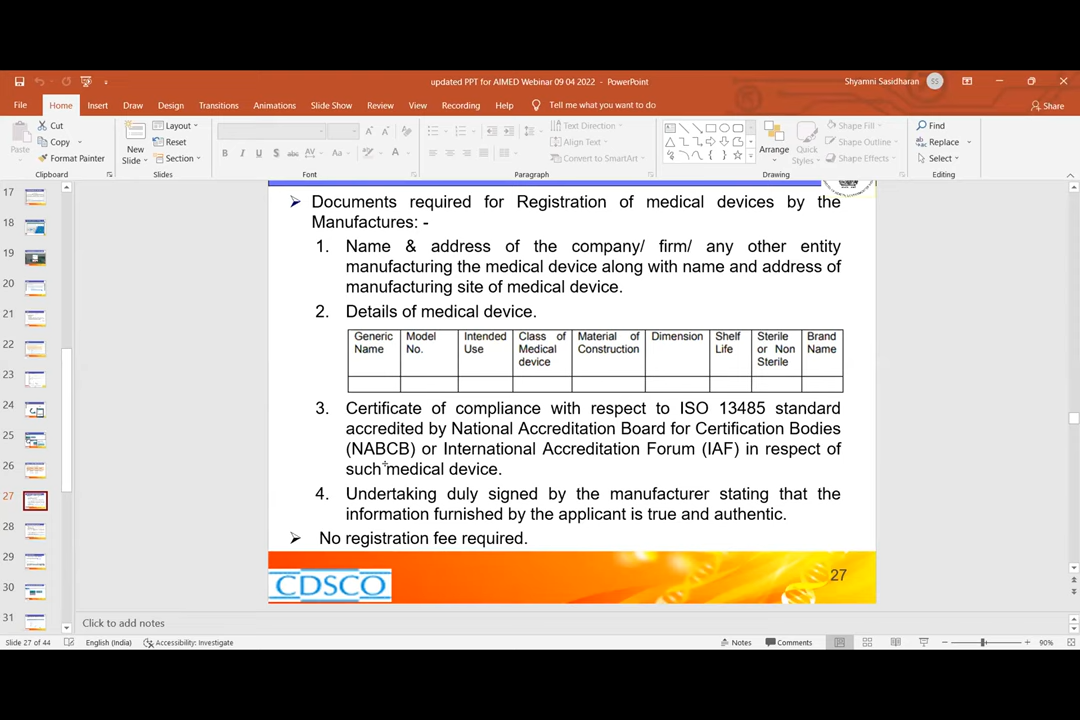 updated PPT for AIMED Webinar 09 04 2022 - PowerPoint
Shyamni Sasidharan
SS
File Home Insert Draw Design Transitions Animations Slide Show Review View Recording Help Tell me what you want to do
Share
Paste
Cut
Copy
Format Painter
Clipboard
New Slide
Layout
Reset
Section
Slides
B I U S abc AV Aa A
Font
Text Direction
Align Text
Convert to SmartArt
Paragraph
Arrange
Quick Styles
Shape Fill
Shape Outline
Shape Effects
Drawing
Find
Replace
Select
Editing
17
18
19
20
21
22
23
24
25
26
27
28
29
30
31
Documents required for Registration of medical devices by the
Manufactures: -
1. Name & address of the company/ firm/ any other entity
manufacturing the medical device along with name and address of
manufacturing site of medical device.
2. Details of medical device.
Generic Name
Model No.
Intended Use
Class of Medical device
Material of Construction
Dimension
Shelf Life
Sterile or Non Sterile
Brand Name
3. Certificate of compliance with respect to ISO 13485 standard
accredited by National Accreditation Board for Certification Bodies
(NABCB) or International Accreditation Forum (IAF) in respect of
such medical device.
4. Undertaking duly signed by the manufacturer stating that the
information furnished by the applicant is true and authentic.
No registration fee required.
CDSCO
27
Click to add notes
Slide 27 of 44 English (India) Accessibility: Investigate Notes Comments 90%